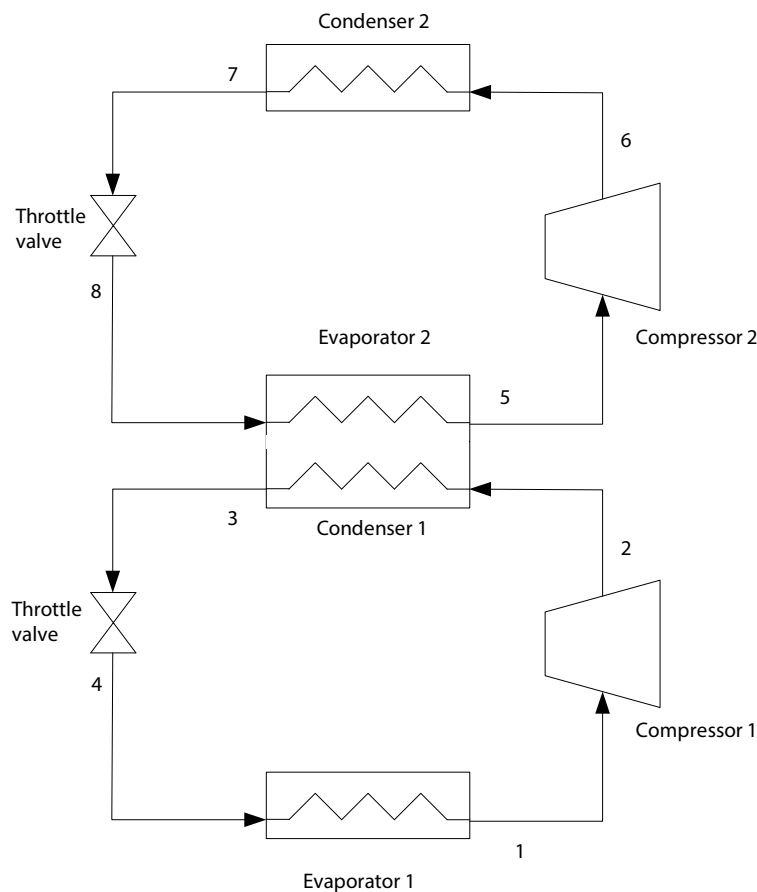 Condenser 2
7
6
Throttle
valve
8
Evaporator 2
Compressor 2
5
3
Condenser 1
2
Throttle
valve
4
Compressor 1
1
Evaporator 1